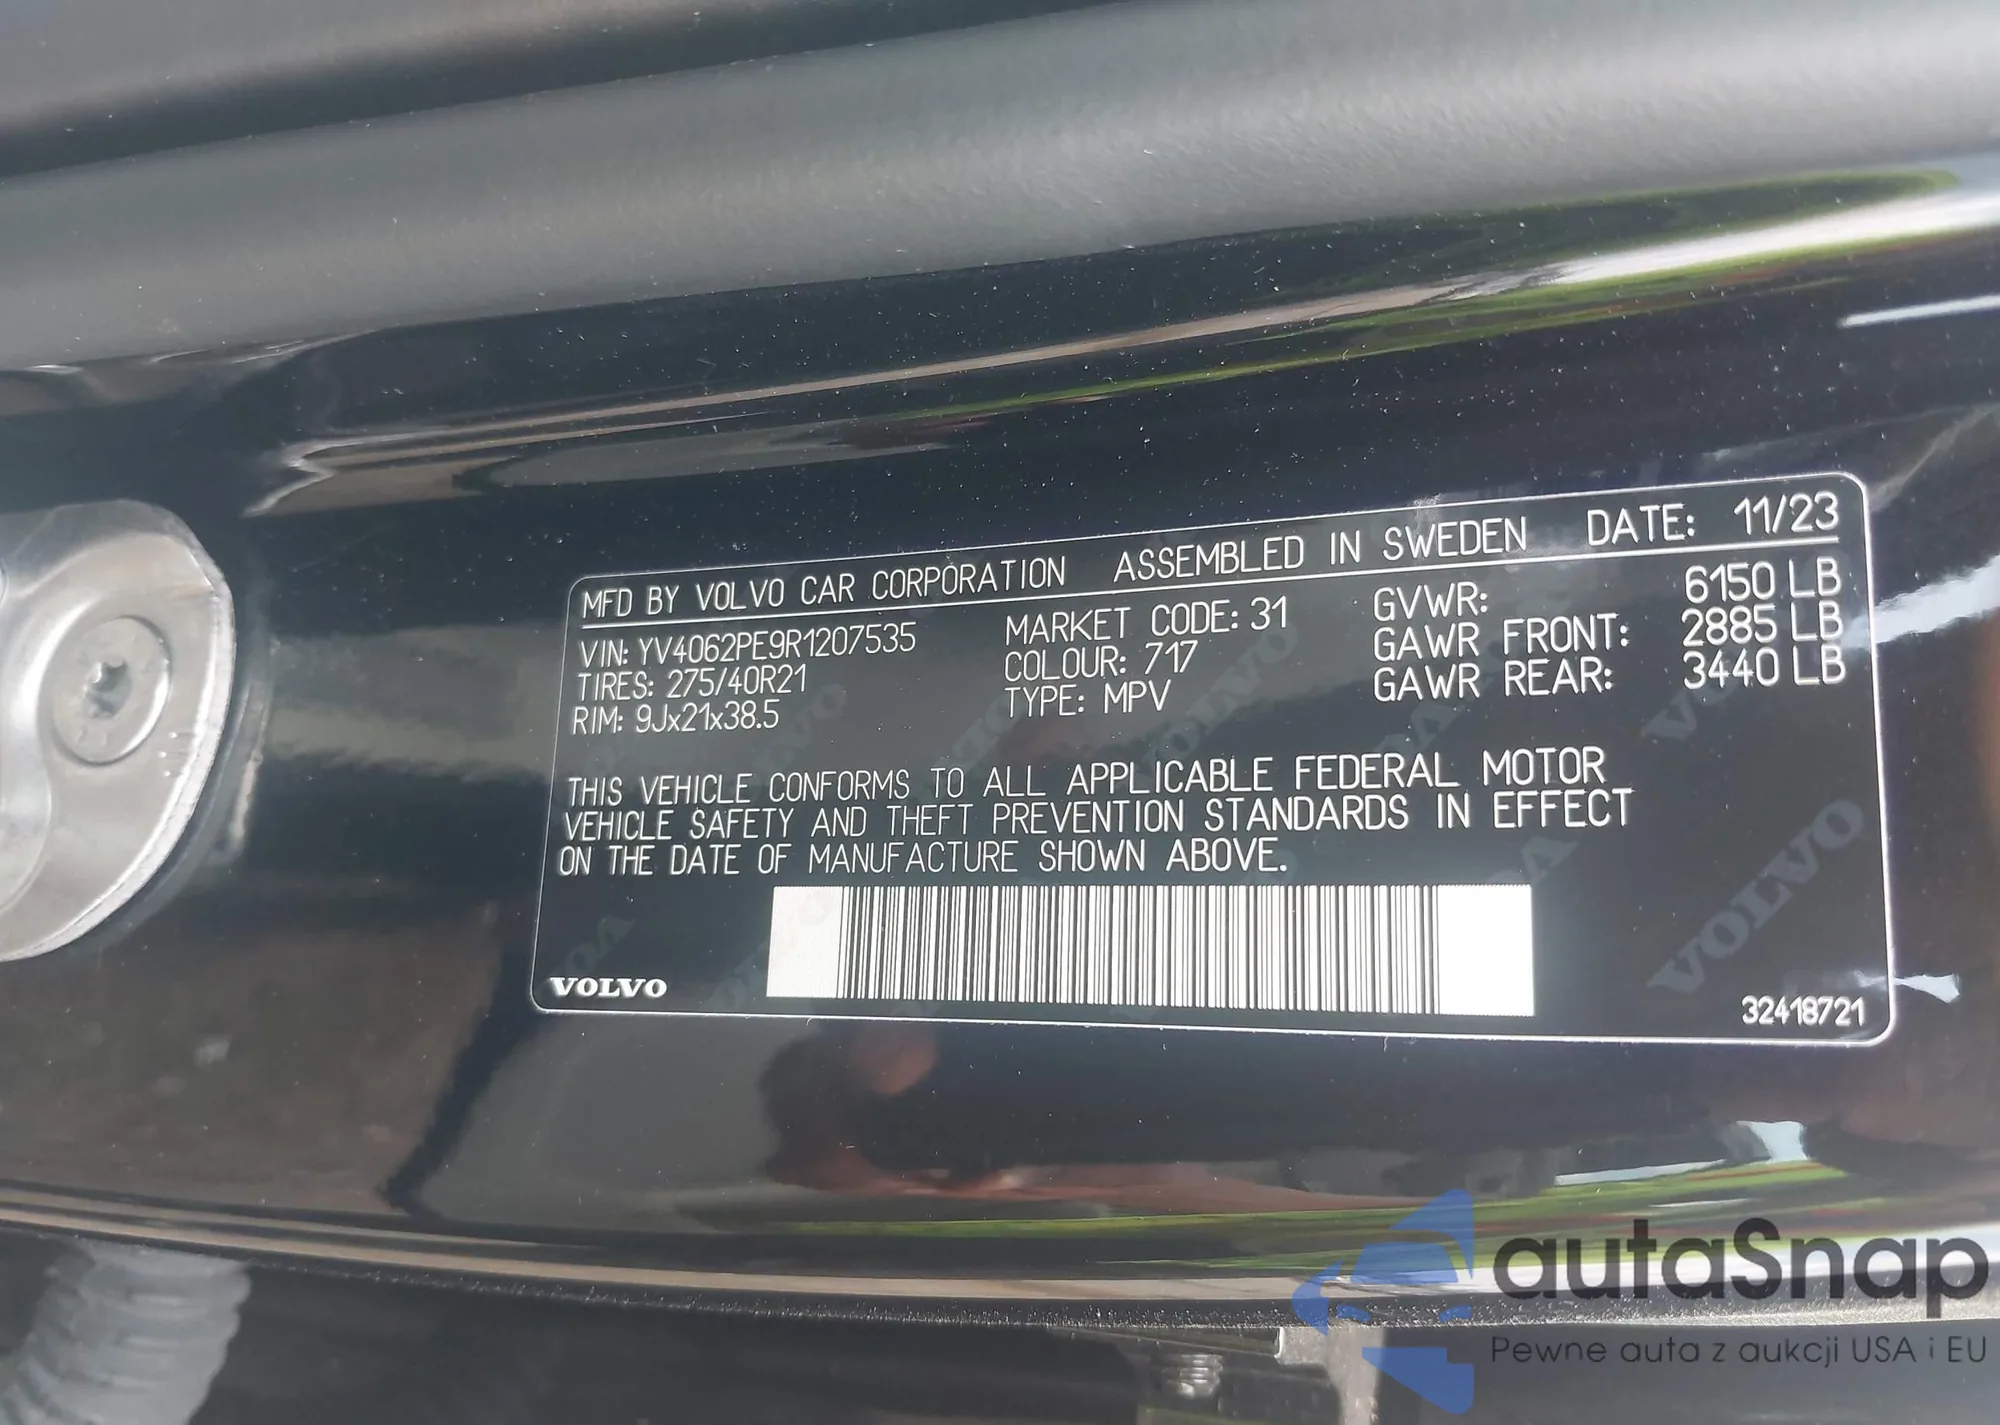 MFD BY VOLVO CAR CORPORATION ASSEMBLED IN SWEDEN DATE: 11/23
VIN: YV4062PE9R1207535 MARKET CODE: 31 GVWR: 6150 LB
TIRES: 275/40R21 COLOUR: 717 GAWR FRONT: 2885 LB
RIM: 9Jx21x38.5 TYPE: MPV GAWR REAR: 3440 LB
THIS VEHICLE CONFORMS TO ALL APPLICABLE FEDERAL MOTOR
VEHICLE SAFETY AND THEFT PREVENTION STANDARDS IN EFFECT
ON THE DATE OF MANUFACTURE SHOWN ABOVE.
VOLVO
VOLVO
32418721
autaSnap
Pewne auta z aukcji USA i EU